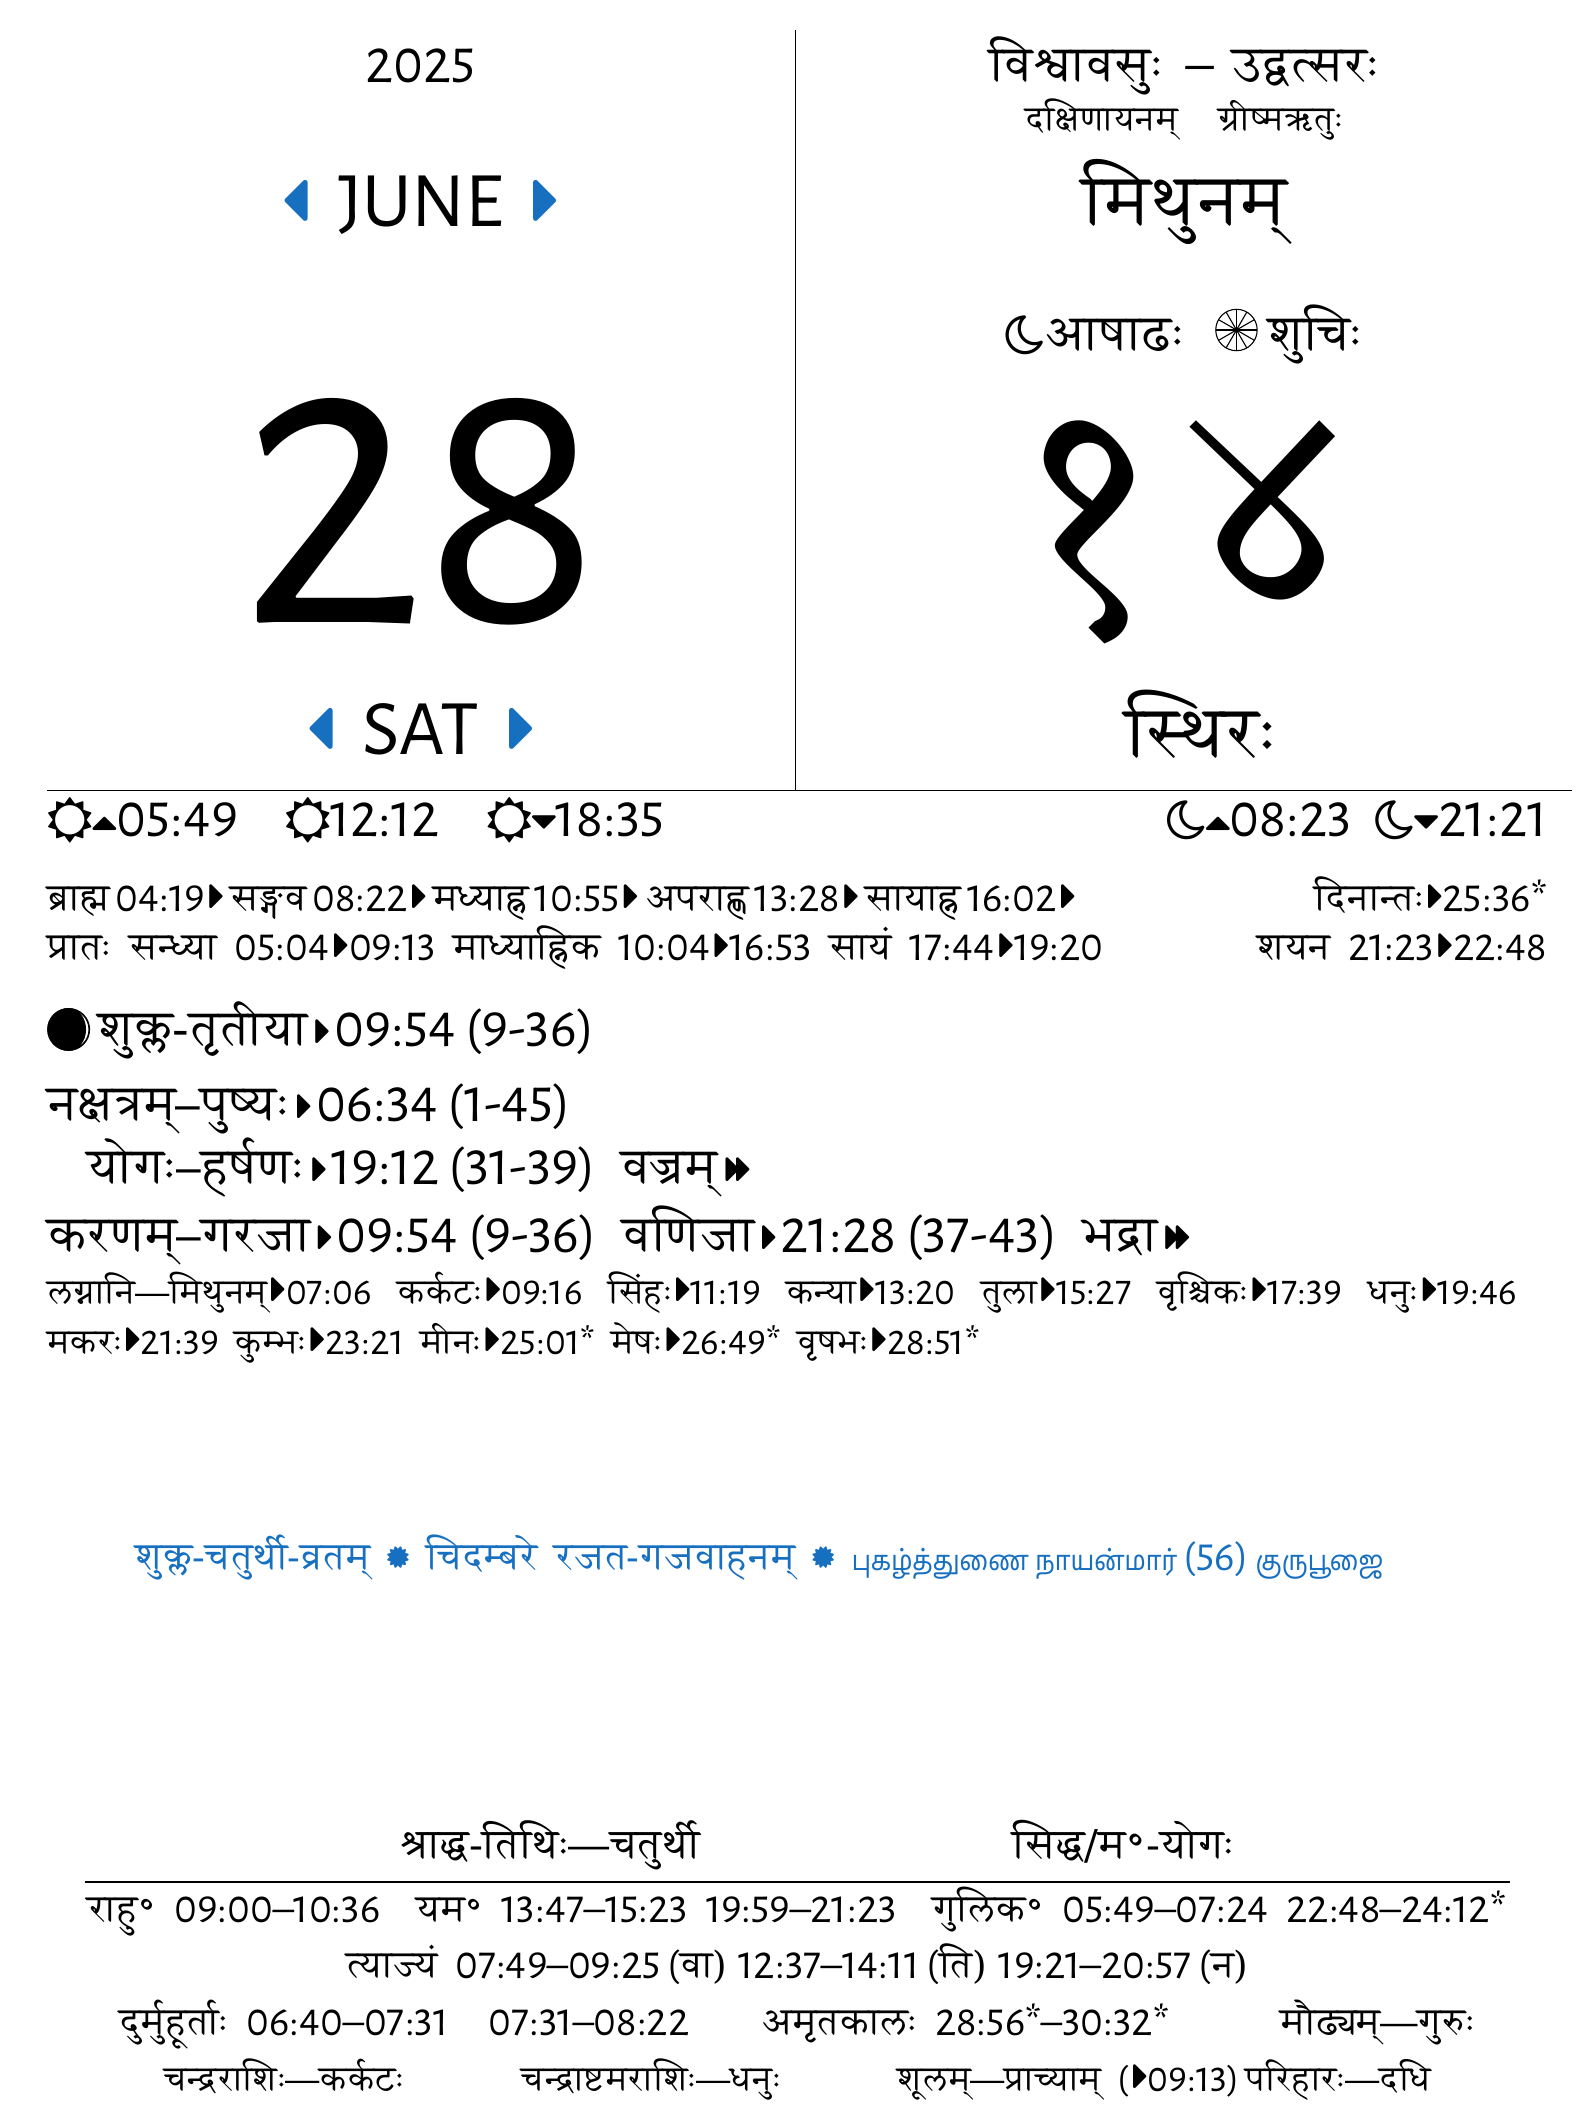 2025
JUNE
28
SAT
विश्वावसुः – उद्वत्सरः
दक्षिणायनम् ग्रीष्मऋतुः
मिथुनम्
आषाढः शुचिः
१४
स्थिरः
05:49 12:12 18:35 08:23 21:21
ब्राह्म 04:19 सङ्गव 08:22 मध्याह्न 10:55 अपराह्ण 13:28 सायाह्न 16:02 दिनान्तः 25:36*
प्रातः सन्ध्या 05:04 09:13 माध्याह्निक 10:04 16:53 सायं 17:44 19:20 शयन 21:23 22:48
शुक्ल-तृतीया 09:54 (9-36)
नक्षत्रम्–पुष्यः 06:34 (1-45)
योगः–हर्षणः 19:12 (31-39) वज्रम्
करणम्–गरजा 09:54 (9-36) वणिजा 21:28 (37-43) भद्रा
लग्नानि—मिथुनम् 07:06 कर्कटः 09:16 सिंहः 11:19 कन्या 13:20 तुला 15:27 वृश्चिकः 17:39 धनुः 19:46
मकरः 21:39 कुम्भः 23:21 मीनः 25:01* मेषः 26:49* वृषभः 28:51*
शुक्ल-चतुर्थी-व्रतम् चिदम्बरे रजत-गजवाहनम् புகழ்த்துணை நாயன்மார் (56) குருபூஜை
श्राद्ध-तिथिः—चतुर्थी सिद्ध/म॰-योगः
राहु॰ 09:00–10:36 यम॰ 13:47–15:23 19:59–21:23 गुलिक॰ 05:49–07:24 22:48–24:12*
त्याज्यं 07:49–09:25 (वा) 12:37–14:11 (ति) 19:21–20:57 (न)
दुर्मुहूर्ताः 06:40–07:31 07:31–08:22 अमृतकालः 28:56*–30:32* मौढ्यम्—गुरुः
चन्द्रराशिः—कर्कटः चन्द्राष्टमराशिः—धनुः शूलम्—प्राच्याम् (09:13) परिहारः—दधि